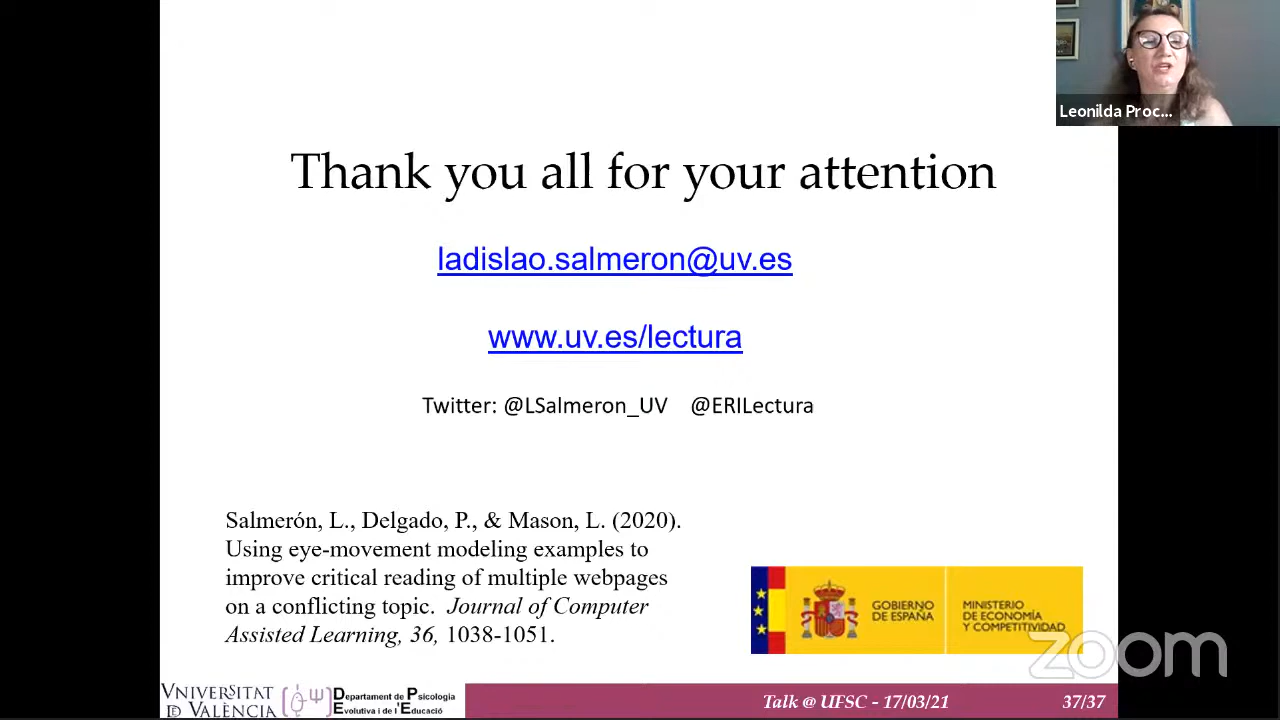 Leonilda Proc...
Thank you all for your attention
ladislao.salmeron@uv.es
www.uv.es/lectura
Twitter: @LSalmeron_UV @ERILectura
Salmerón, L., Delgado, P., & Mason, L. (2020).
Using eye-movement modeling examples to
improve critical reading of multiple webpages
on a conflicting topic. Journal of Computer
Assisted Learning, 36, 1038-1051.
GOBIERNO
DE ESPAÑA
MINISTERIO
DE ECONOMÍA
Y COMPETITIVIDAD
zoom
VNIVERSITAT
DE VALÈNCIA
Departament de Psicologia
Evolutiva i de l'Educació
Talk @ UFSC - 17/03/21
37/37